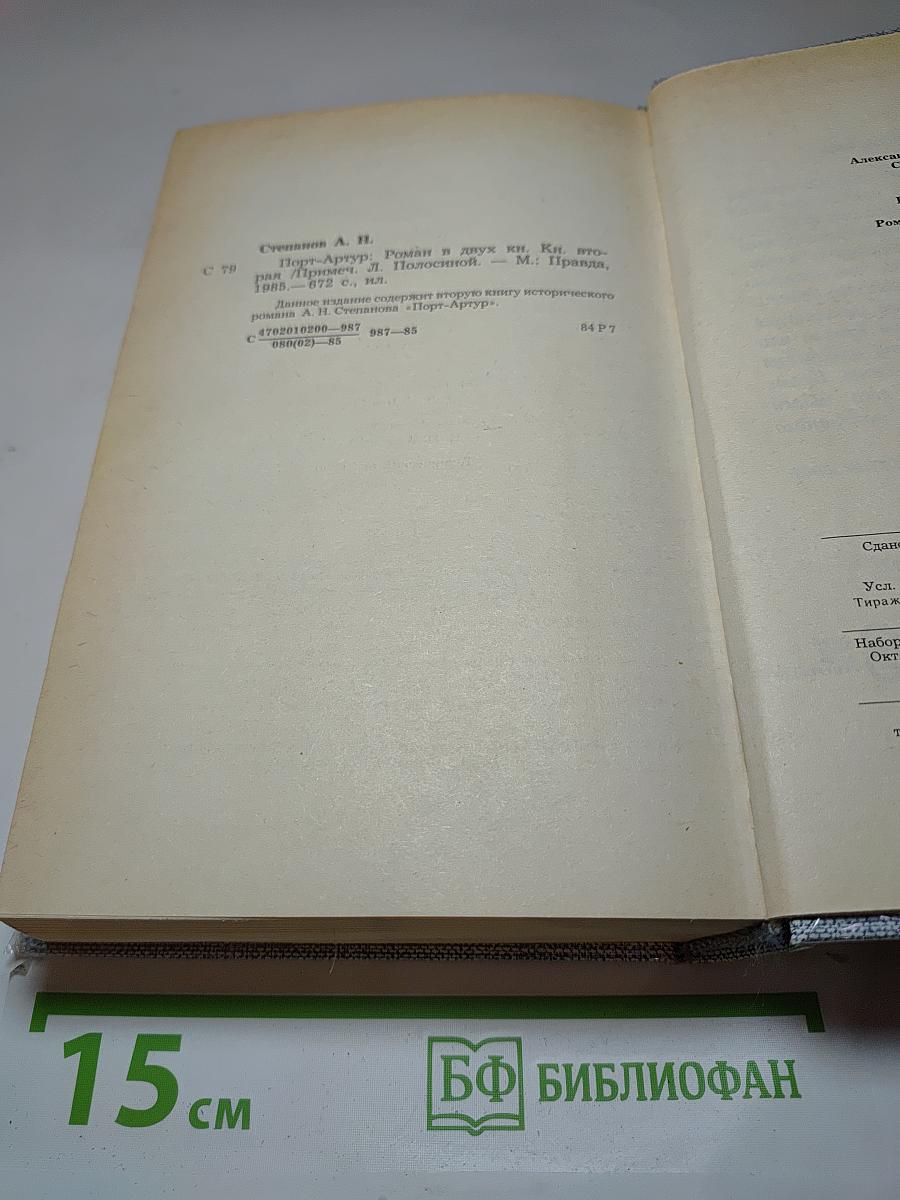 Степанов А. Н.
С 79
Порт-Артур: Роман в двух кн. Кн. вто-
рая /Примеч. Л. Полосиной. — М.: Правда,
1985.— 672 с., ил.
Данное издание содержит вторую книгу исторического
романа А. Н. Степанова «Порт-Артур».
С 4702010200—987 987—85 84 Р 7
080(02)—85
Алекса
С
Ром
Сдано
Усл.
Тираж
Набор
Окт
Т
15 см
БФ БИБЛИОФАН